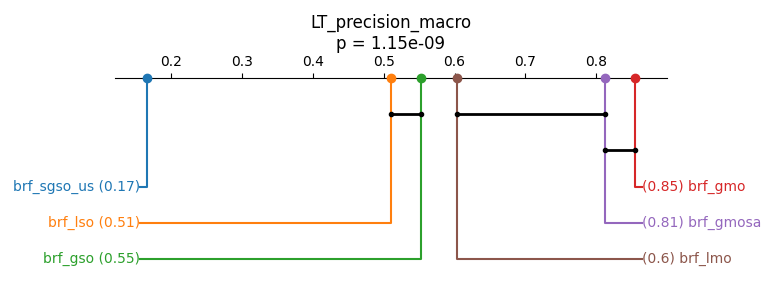 LT_precision_macro
p = 1.15e-09
0.2 0.3 0.4 0.5 0.6 0.7 0.8
brf_sgso_us (0.17)
(0.85) brf_gmo
brf_lso (0.51)
(0.81) brf_gmosa
brf_gso (0.55)
(0.6) brf_lmo